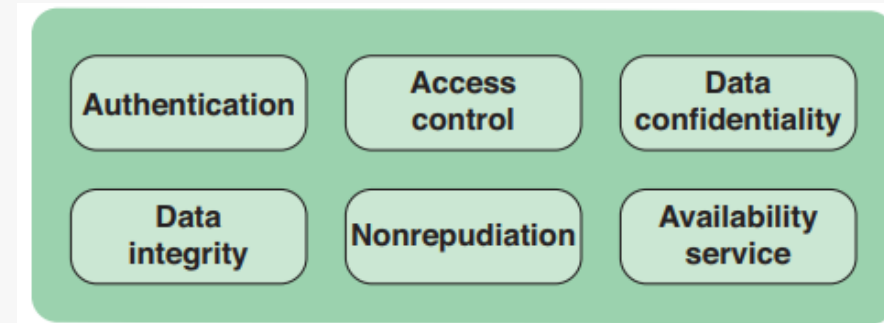 Authentication
Access
control
Data
confidentiality
Data
integrity
Nonrepudiation
Availability
service